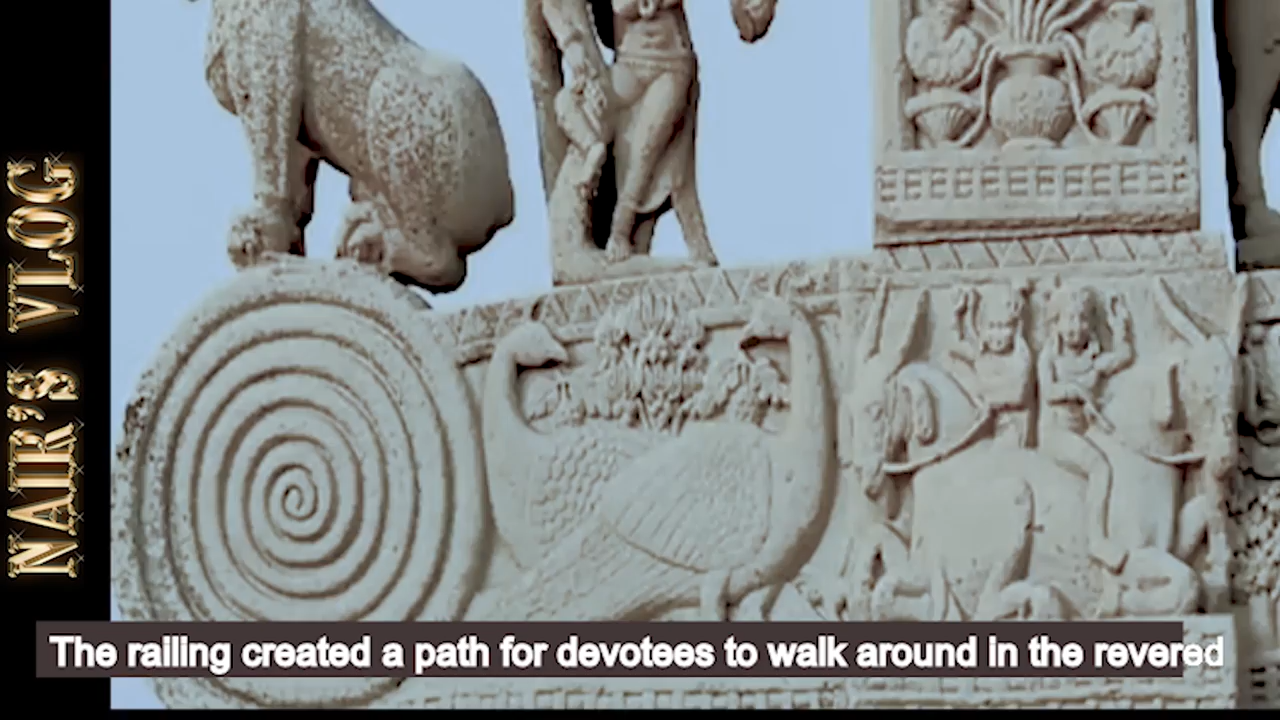 NAIR'S VLOG
The railing created a path for devotees to walk around in the revered